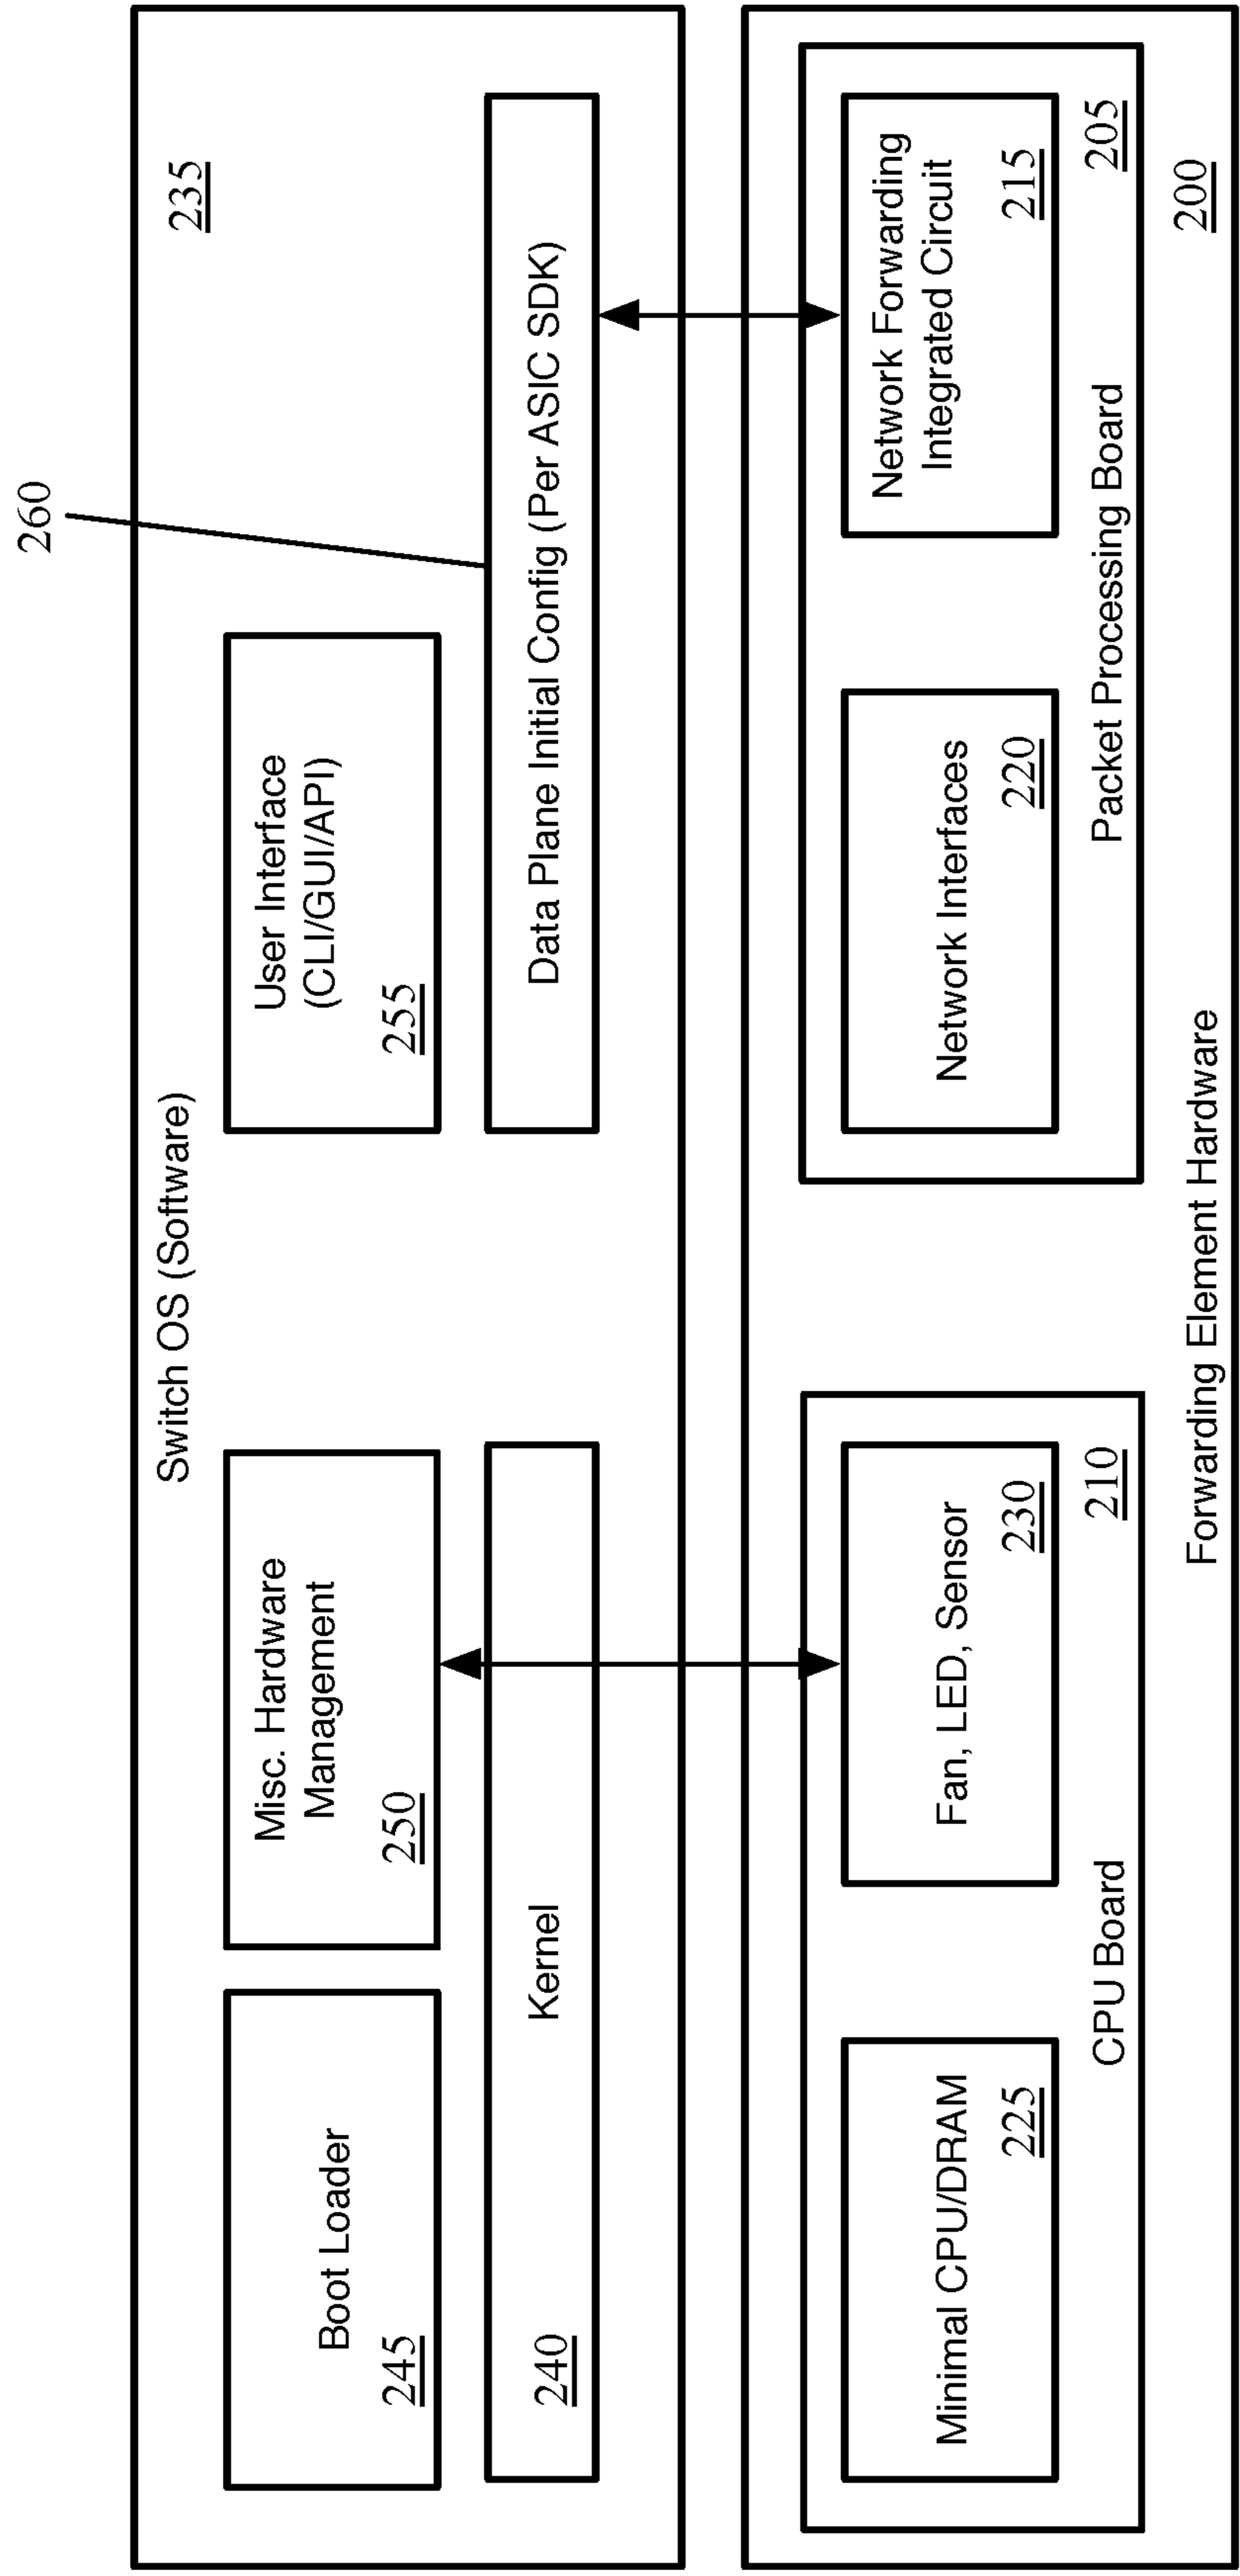 260
Switch OS (Software)
235
Boot Loader
245
Misc. Hardware
Management
250
User Interface
(CLI/GUI/API)
255
240
Kernel
Data Plane Initial Config (Per ASIC SDK)
Minimal CPU/DRAM
225
Fan, LED, Sensor
230
CPU Board
210
Network Interfaces
220
Network Forwarding
Integrated Circuit
215
Packet Processing Board
205
Forwarding Element Hardware
200